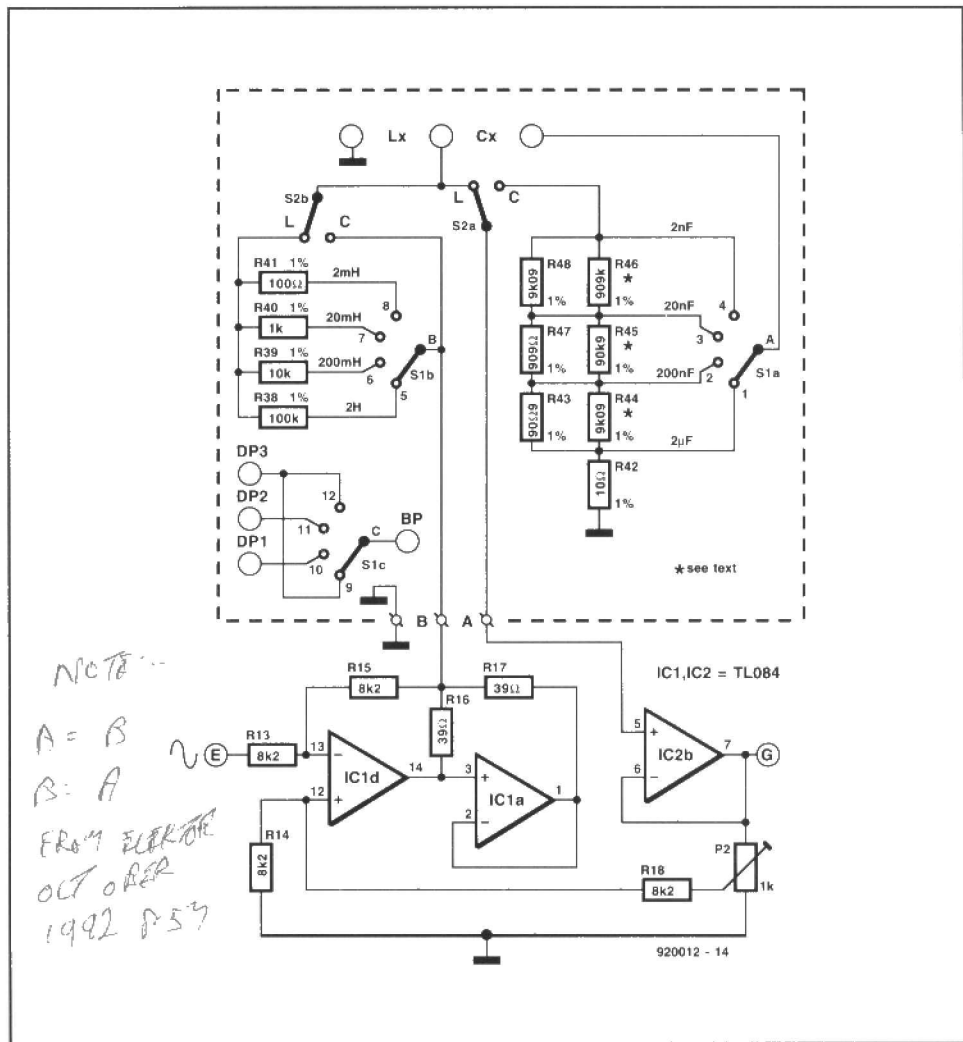 Lx Cx
S2b
L C
L C
S2a
R41 1%
100Ω
2mH
R40 1%
1k
20mH
R39 1%
10k
200mH
R38 1%
100k
2H
8
7
6
5
B
S1b
2nF
R48
9k09
1%
R46
909k
★
1%
20nF
R47
909Ω
1%
R45
90k9
★
1%
200nF
R43
90Ω9
1%
R44
9k09
★
1%
2μF
R42
10Ω
1%
4
3
2
1
A
S1a
DP3
DP2
DP1
12
11
10
9
C
S1c
BP
★ see text
B A
NOTE...
A = B
B = A
FROM ELEKTOR
OCTOBER
1992 P53
R15
8k2
R17
39Ω
R16
39Ω
IC1,IC2 = TL084
E
R13
8k2
13
12
14
IC1d
3
2
1
IC1a
5
6
7
IC2b
G
R14
8k2
R18
8k2
P2
1k
920012 - 14